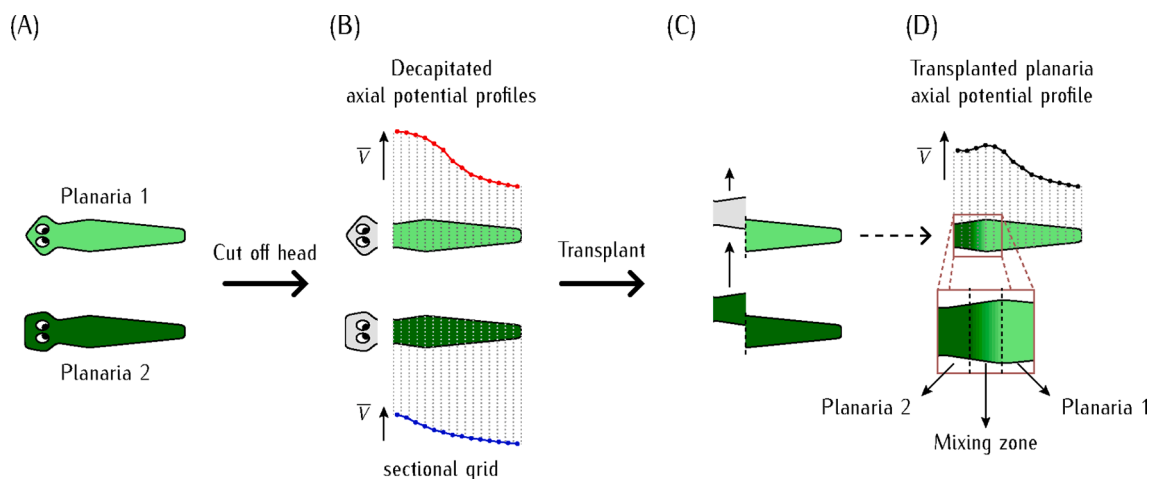 (A)
(B)
(C)
(D)
Decapitated
axial potential profiles
Transplanted planaria
axial potential profile
V̅
V̅
Planaria 1
Cut off head
Transplant
Planaria 2
V̅
sectional grid
Planaria 2
Planaria 1
Mixing zone